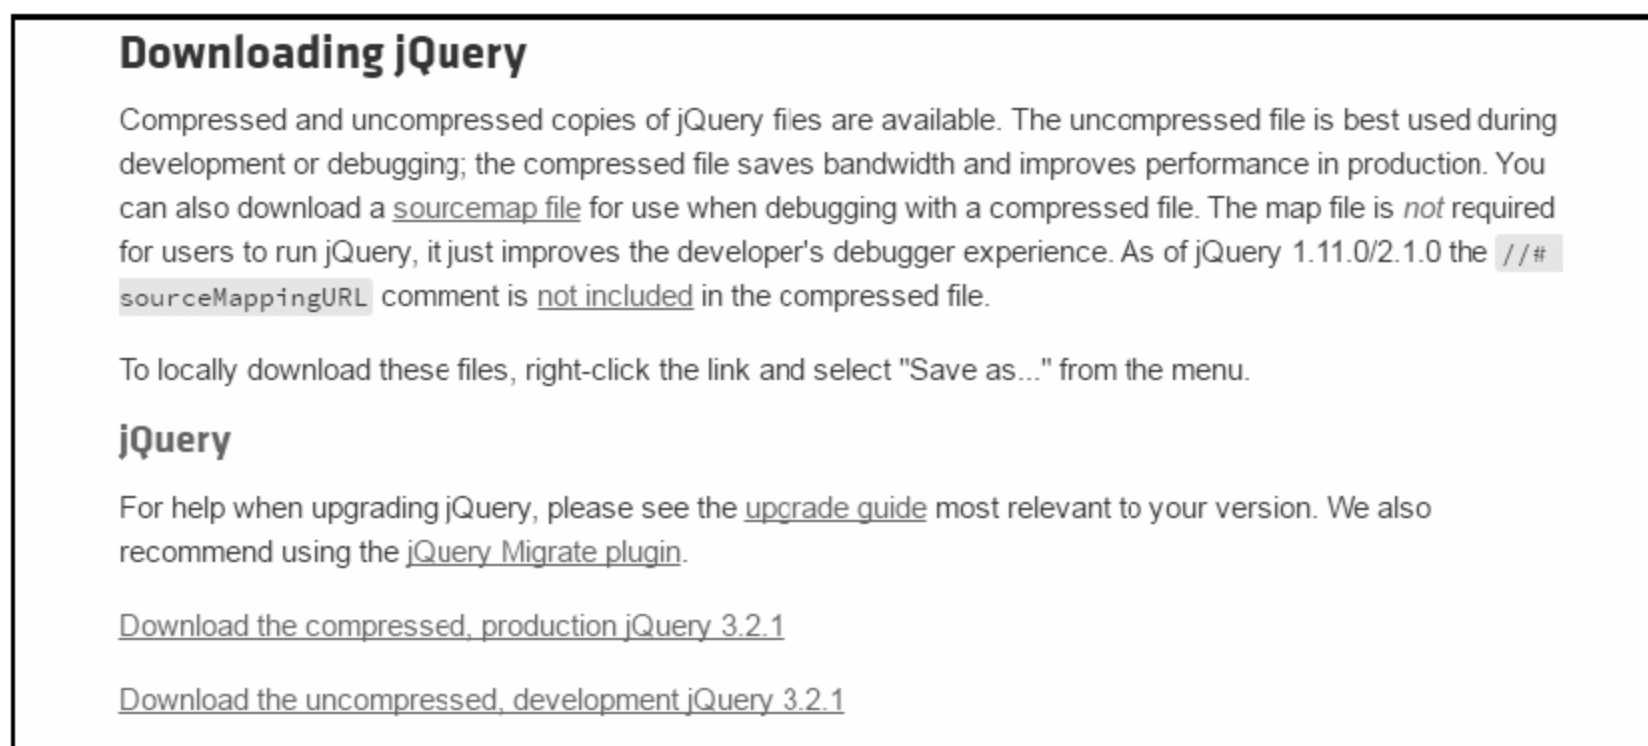 Downloading jQuery
Compressed and uncompressed copies of jQuery files are available. The uncompressed file is best used during
development or debugging; the compressed file saves bandwidth and improves performance in production. You
can also download a sourcemap file for use when debugging with a compressed file. The map file is not required
for users to run jQuery, it just improves the developer's debugger experience. As of jQuery 1.11.0/2.1.0 the //#
sourceMappingURL comment is not included in the compressed file.
To locally download these files, right-click the link and select "Save as..." from the menu.
jQuery
For help when upgrading jQuery, please see the upgrade guide most relevant to your version. We also
recommend using the jQuery Migrate plugin.
Download the compressed, production jQuery 3.2.1
Download the uncompressed, development jQuery 3.2.1